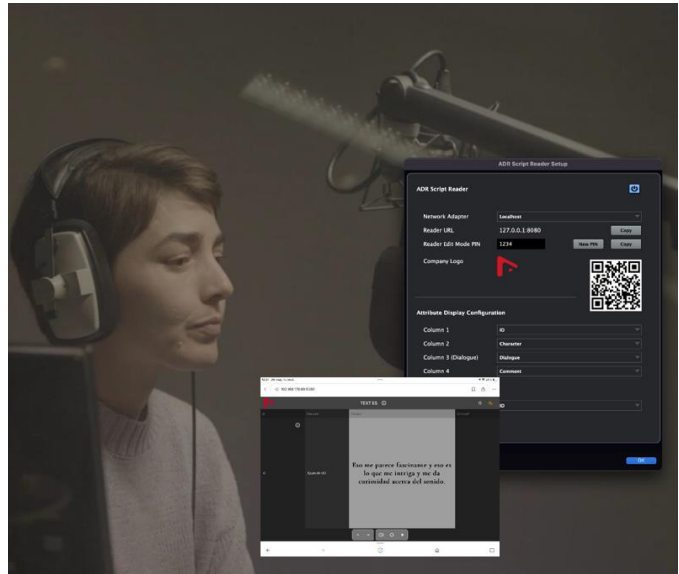 ADR Script Reader Setup
ADR Script Reader
Network Adapter
Localhost
Reader URL
127.0.0.1:8080
Copy
Reader Edit Mode PIN
1234
New PIN
Copy
Company Logo
Attribute Display Configuration
Column 1
ID
Column 2
Character
Column 3 (Dialogue)
Dialogue
Column 4
Comment
ID
OK
TEXT ES
Eso me parece fascinante y eso es
lo que me intriga y me da
curiosidad acerca del sonido.